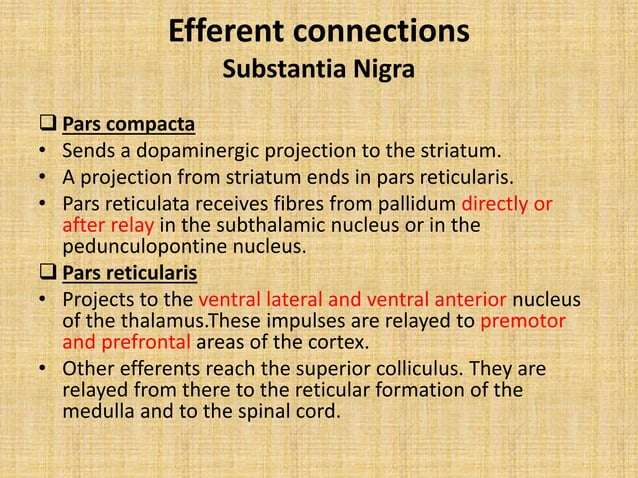 Efferent connections
Substantia Nigra
❑ Pars compacta
• Sends a dopaminergic projection to the striatum.
• A projection from striatum ends in pars reticularis.
• Pars reticulata receives fibres from pallidum directly or
after relay in the subthalamic nucleus or in the
pedunculopontine nucleus.
❑ Pars reticularis
• Projects to the ventral lateral and ventral anterior nucleus
of the thalamus.These impulses are relayed to premotor
and prefrontal areas of the cortex.
• Other efferents reach the superior colliculus. They are
relayed from there to the reticular formation of the
medulla and to the spinal cord.